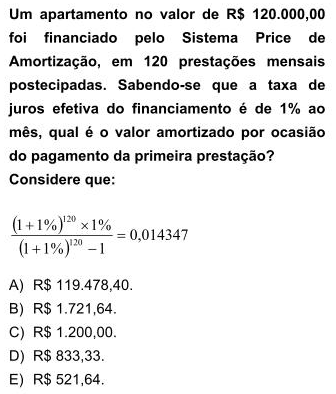 Um apartamento no valor de R$ 120.000,00
foi financiado pelo Sistema Price de
Amortização, em 120 prestações mensais
postecipadas. Sabendo-se que a taxa de
juros efetiva do financiamento é de 1% ao
mês, qual é o valor amortizado por ocasião
do pagamento da primeira prestação?
Considere que:
(1+1%)^120 × 1%
(1+1%)^120 − 1 = 0,014347
A) R$ 119.478,40.
B) R$ 1.721,64.
C) R$ 1.200,00.
D) R$ 833,33.
E) R$ 521,64.